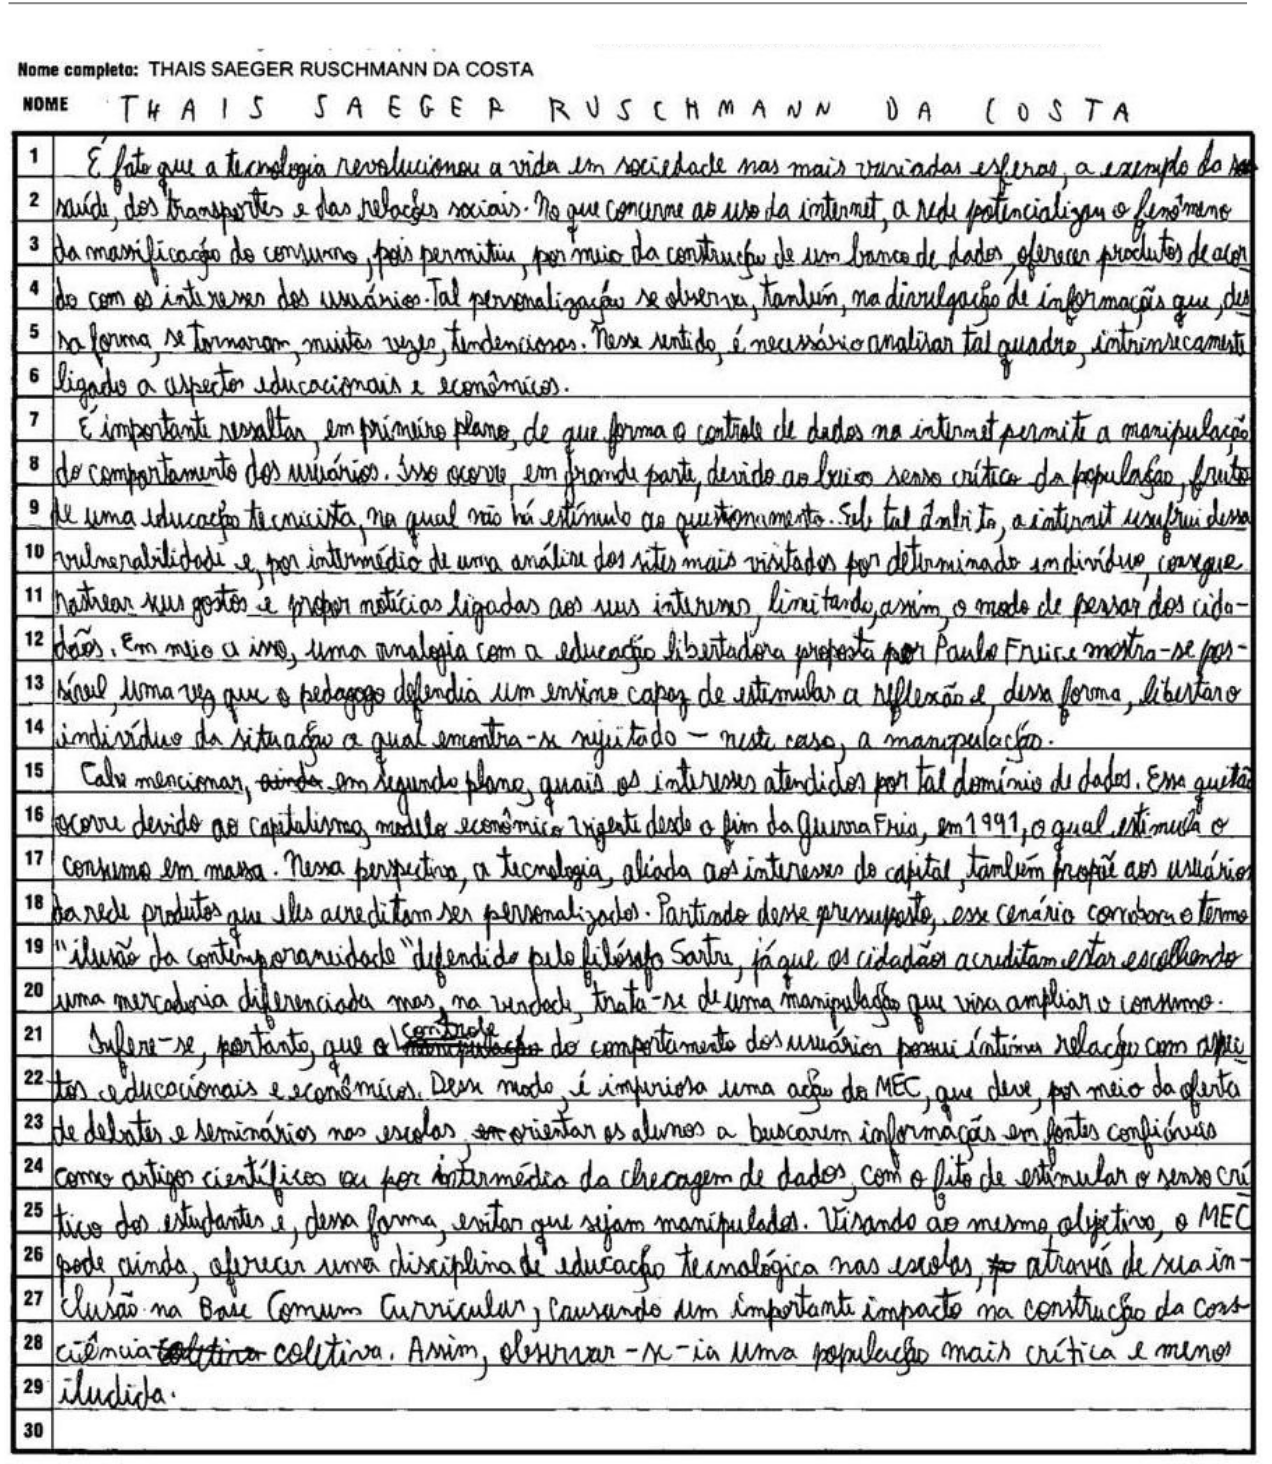 Nome completo: THAIS SAEGER RUSCHMANN DA COSTA
NOME THAIS SAEGER RUSCHMANN DA COSTA
1 É fato que a tecnologia revolucionou a vida em sociedade nas mais variadas esferas, a exemplo da
2 saúde, dos transportes e das relações sociais. No que concerne ao uso da internet, a rede potencializou o fenômeno
3 da massificação do consumo, pois permitiu, por meio da construção de um banco de dados, oferecer produtos de acor
4 do com os interesses dos usuários. Tal personalização se observa, também, na divulgação de informações que, des
5 sa forma, se tornaram, muitas vezes, tendenciosas. Nesse sentido, é necessário analisar tal quadro, intrinsecamente
6 ligado a aspectos educacionais e econômicos.
7 É importante ressaltar, em primeiro plano, de que forma o controle de dados na internet permite a manipulação
8 do comportamento dos usuários. Isso ocorre, em grande parte, devido ao baixo senso crítico da população, fruto
9 de uma educação tecnicista, na qual não há estímulo ao questionamento. Sob tal âmbito, a internet usufrui dessa
10 vulnerabilidade e, por intermédio de uma análise dos sites mais visitados por determinado indivíduo, consegue
11 rastrear seus gostos e propor notícias ligadas aos seus interesses, limitando, assim, o modo de pensar dos cida-
12 dãos. Em meio a isso, uma analogia com a educação libertadora proposta por Paulo Freire mostra-se pos-
13 sível, uma vez que o pedagogo defendia um ensino capaz de estimular a reflexão e, dessa forma, libertar o
14 indivíduo da situação a qual encontra-se sujeitado – neste caso, a manipulação.
15 Cabe mencionar, ainda em segundo plano, quais os interesses atendidos por tal domínio de dados. Essa questão
16 ocorre devido ao capitalismo, modelo econômico vigente desde o fim da Guerra Fria, em 1991, o qual estimula o
17 consumo em massa. Nessa perspectiva, a tecnologia, aliada aos interesses do capital, também propõe aos usuários
18 da rede produtos que eles acreditam ser personalizados. Partindo desse pressuposto, esse cenário corrobora o termo
19 "ilusão da contemporaneidade" defendido pelo filósofo Sartre, já que os cidadãos acreditam estar escolhendo
20 uma mercadoria diferenciada mas, na verdade, trata-se de uma manipulação que visa ampliar o consumo.
21 Infere-se, portanto, que o controle manipulação do comportamento dos usuários possui íntima relação com aspec
22 tos educacionais e econômicos. Desse modo, é imperiosa uma ação do MEC, que deve, por meio da oferta
23 de debates e seminários nas escolas, orientar os alunos a buscarem informações em fontes confiáveis
24 como artigos científicos ou por intermédio da checagem de dados, com o fito de estimular o senso crí
25 tico dos estudantes e, dessa forma, evitar que sejam manipulados. Visando ao mesmo objetivo, o MEC
26 pode, ainda, oferecer uma disciplina de educação tecnológica nas escolas, através de sua in-
27 clusão na Base Comum Curricular, causando um importante impacto na construção da cons
28 ciência coletiva coletiva. Assim, observar-se-ia uma população mais crítica e menos
29 iludida.
30